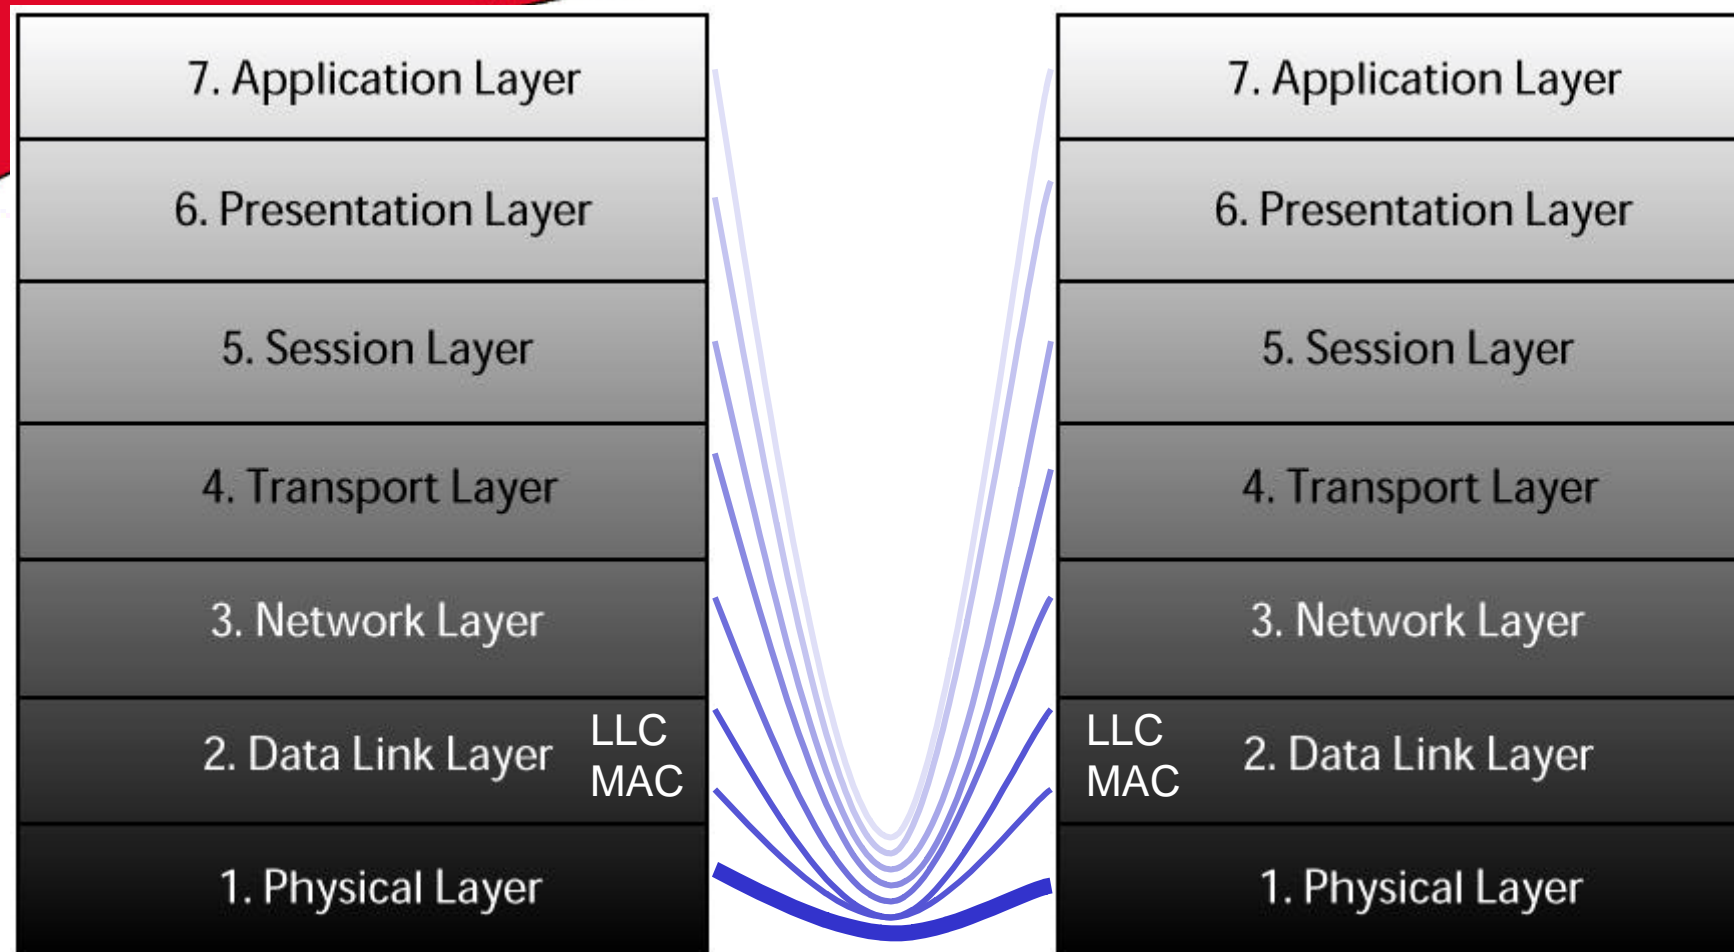 7. Application Layer
6. Presentation Layer
5. Session Layer
4. Transport Layer
3. Network Layer
2. Data Link Layer
LLC
MAC
1. Physical Layer
7. Application Layer
6. Presentation Layer
5. Session Layer
4. Transport Layer
3. Network Layer
LLC
MAC
2. Data Link Layer
1. Physical Layer